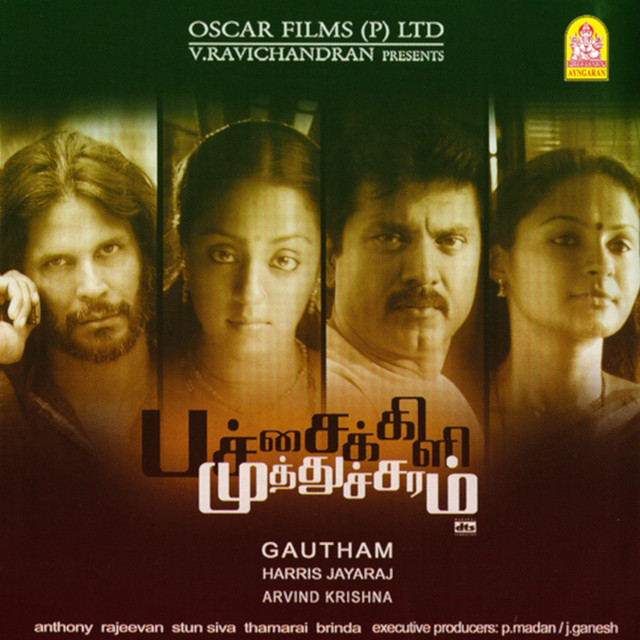 OSCAR FILMS (P) LTD
V.RAVICHANDRAN PRESENTS
AYNGARAN
பச்சைக்கிளி
முத்துச்சரம்
dts
GAUTHAM
HARRIS JAYARAJ
ARVIND KRISHNA
anthony rajeevan stun siva thamarai brinda executive producers: p.madan / j.ganesh